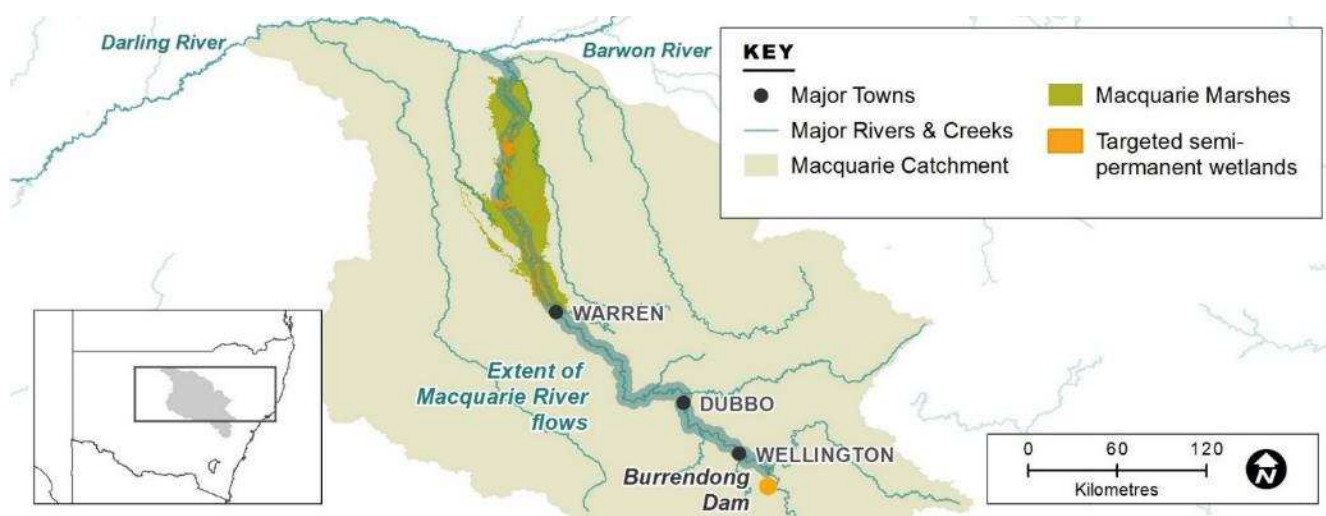 Darling River
Barwon River
KEY
Major Towns
Major Rivers & Creeks
Macquarie Catchment
Macquarie Marshes
Targeted semi-
permanent wetlands
WARREN
Extent of
Macquarie River
flows
DUBBO
WELLINGTON
Burrendong
Dam
0 60 120
Kilometres
N